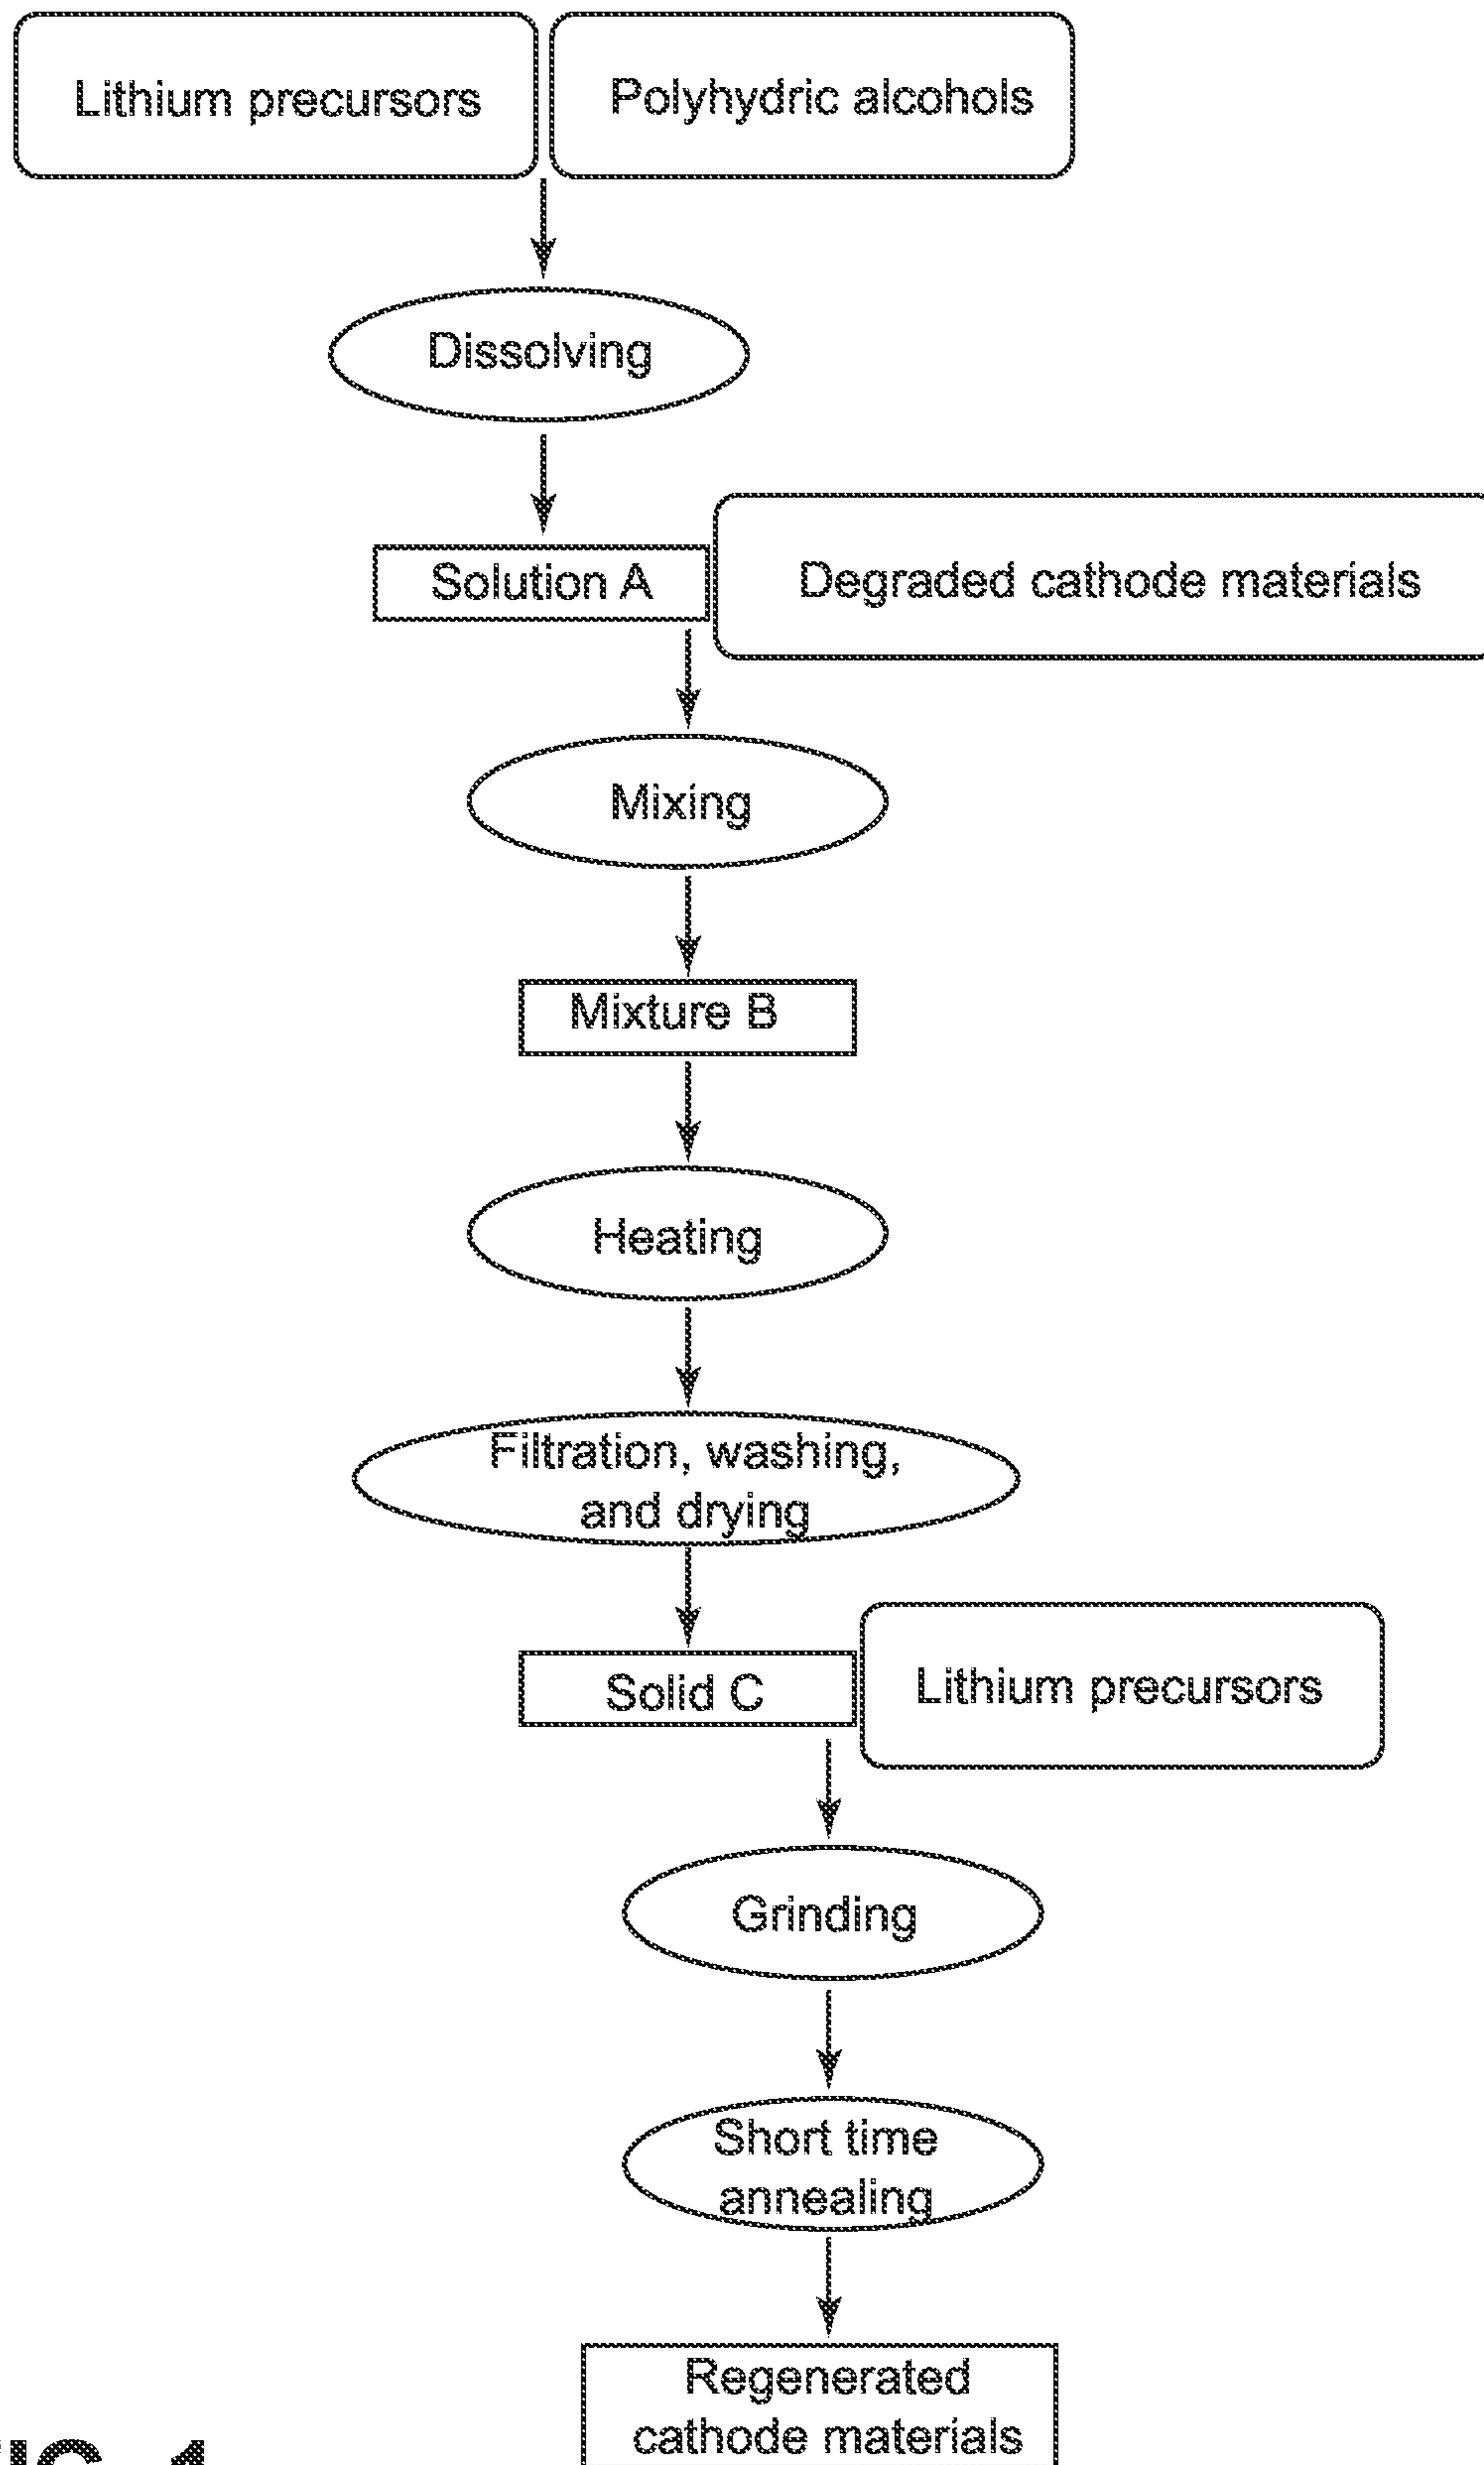 Lithium precursors
Polyhydric alcohols
Dissolving
Solution A
Degraded cathode materials
Mixing
Mixture B
Heating
Filtration, washing,
and drying
Solid C
Lithium precursors
Grinding
Short time
annealing
Regenerated
cathode materials